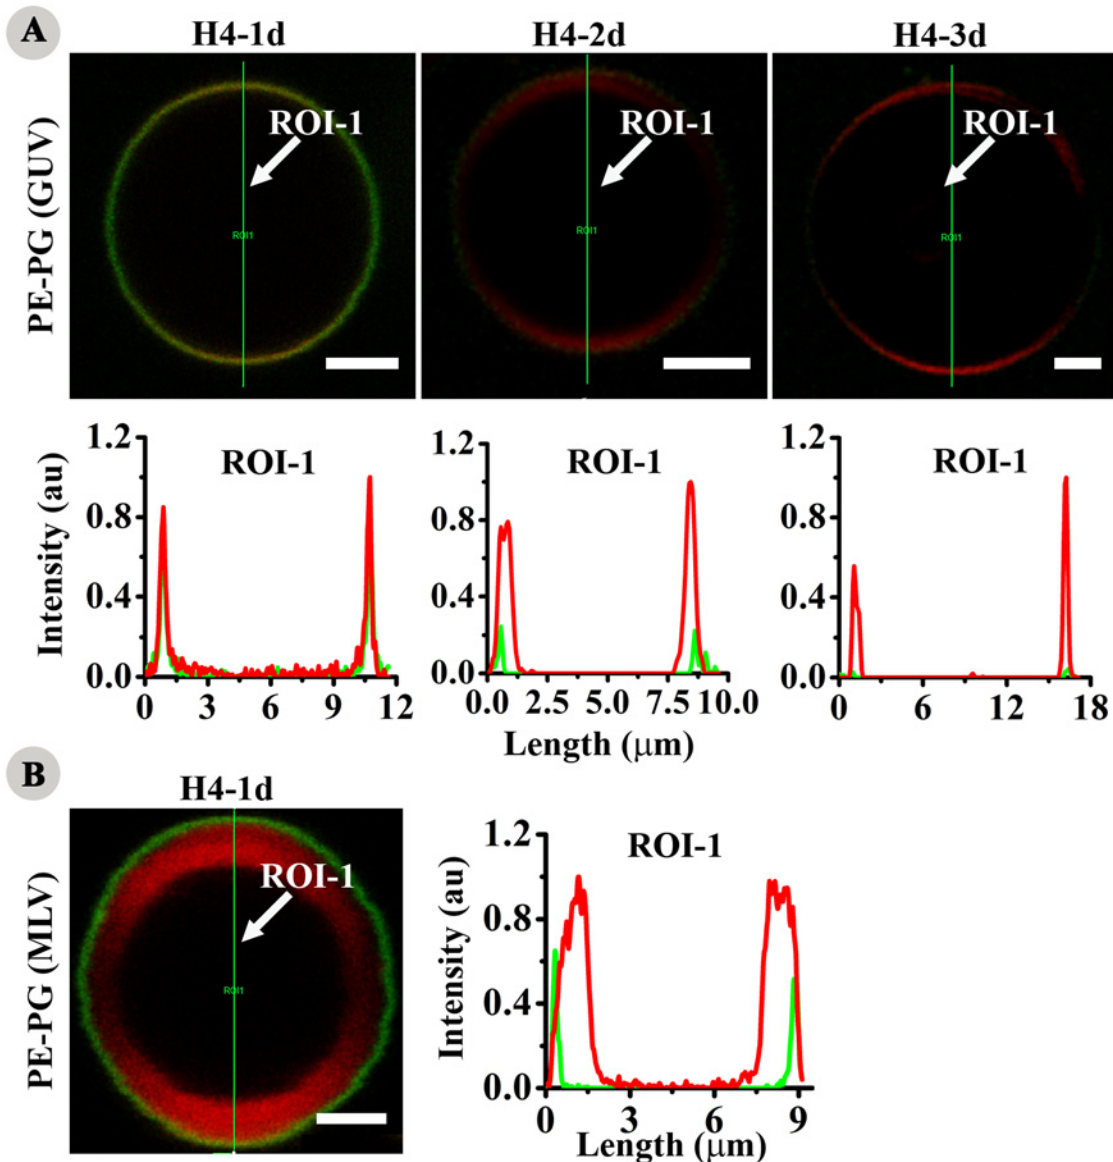 A
H4-1d H4-2d H4-3d
PE-PG (GUV)
ROI-1 ROI-1 ROI-1
ROI1 ROI1 ROI1
Intensity (au)
1.2 1.2 1.2
ROI-1 ROI-1 ROI-1
0.8 0.8 0.8
0.4 0.4 0.4
0.0 0.0 0.0
0 3 6 9 12 0.0 2.5 5.0 7.5 10.0 0 6 12 18
Length (μm)
B
H4-1d
PE-PG (MLV)
ROI-1
ROI1
Intensity (au)
1.2
ROI-1
0.8
0.4
0.0
0 3 6 9
Length (μm)